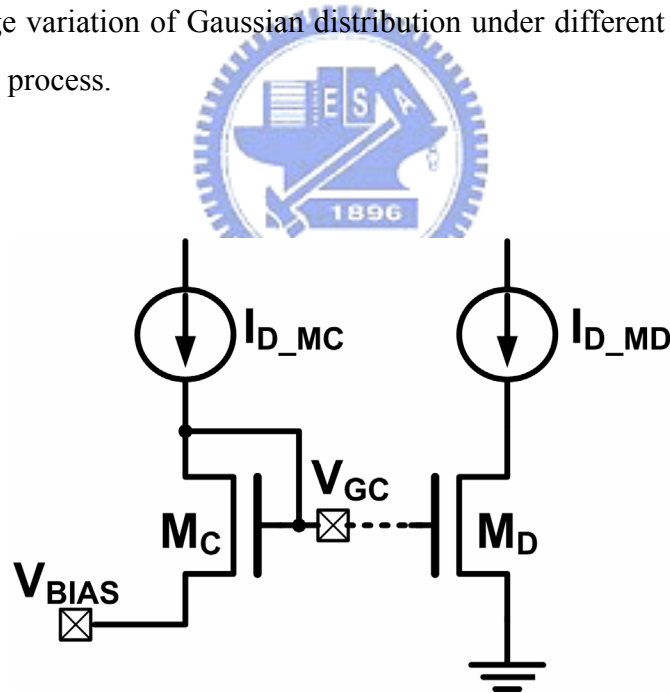 ge variation of Gaussian distribution under different
process.
E S A
1896
I_D_MC
I_D_MD
V_GC
M_C
M_D
V_BIAS